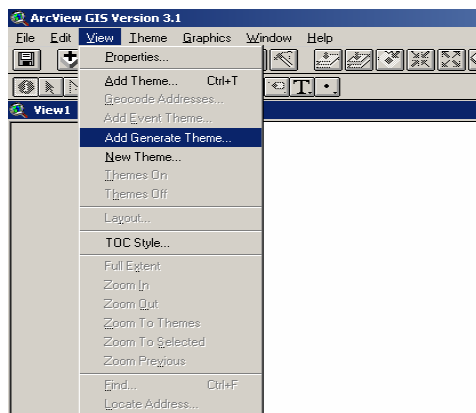 ArcView GIS Version 3.1
File Edit View Theme Graphics Window Help
Properties...
Add Theme... Ctrl+T
Geocode Addresses...
Add Event Theme...
T
View1
Add Generate Theme...
New Theme...
Themes On
Themes Off
Layout...
TOC Style...
Full Extent
Zoom In
Zoom Out
Zoom To Themes
Zoom To Selected
Zoom Previous
Find... Ctrl+F
Locate Address...